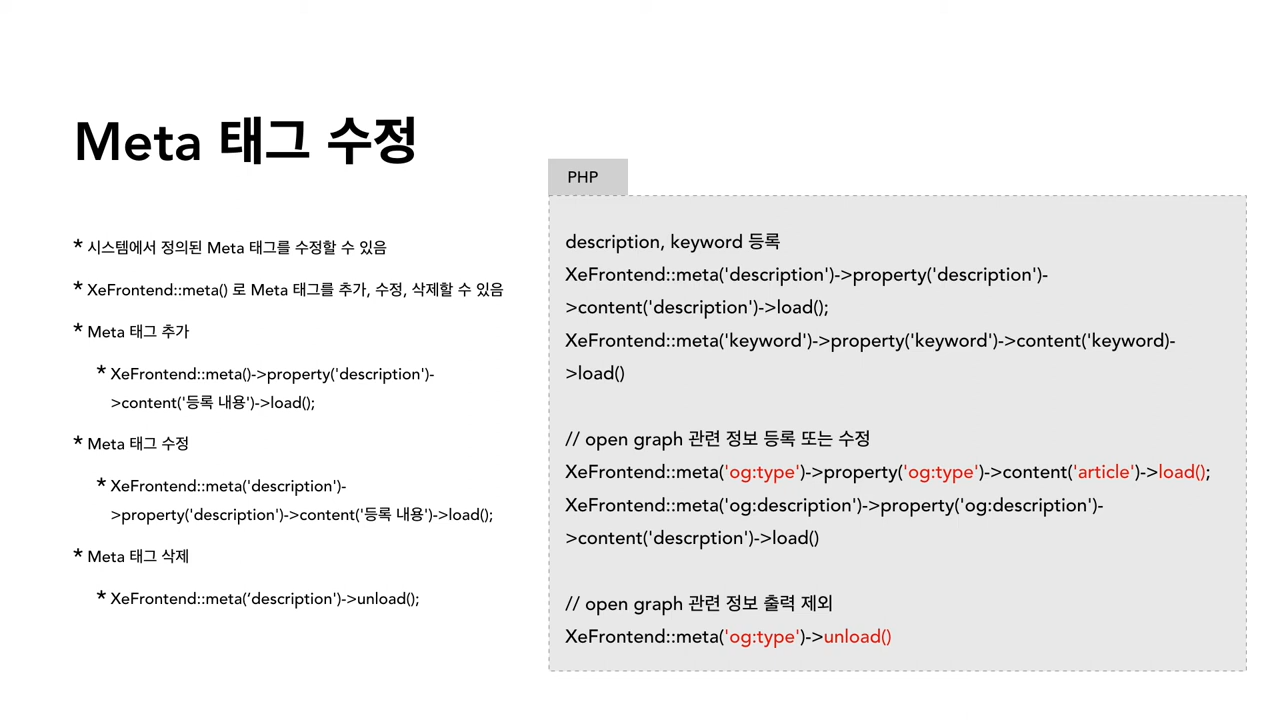 Meta 태그 수정
* 시스템에서 정의된 Meta 태그를 수정할 수 있음
* XeFrontend::meta() 로 Meta 태그를 추가, 수정, 삭제할 수 있음
* Meta 태그 추가
* XeFrontend::meta()->property('description')-
>content('등록 내용')->load();
* Meta 태그 수정
* XeFrontend::meta('description')-
>property('description')->content('등록 내용')->load();
* Meta 태그 삭제
* XeFrontend::meta(‘description')->unload();
PHP
description, keyword 등록
XeFrontend::meta('description')->property('description')-
>content('description')->load();
XeFrontend::meta('keyword')->property('keyword')->content('keyword)-
>load()
// open graph 관련 정보 등록 또는 수정
XeFrontend::meta('og:type')->property('og:type')->content('article')->load();
XeFrontend::meta('og:description')->property('og:description')-
>content('descrption')->load()
// open graph 관련 정보 출력 제외
XeFrontend::meta('og:type')->unload()